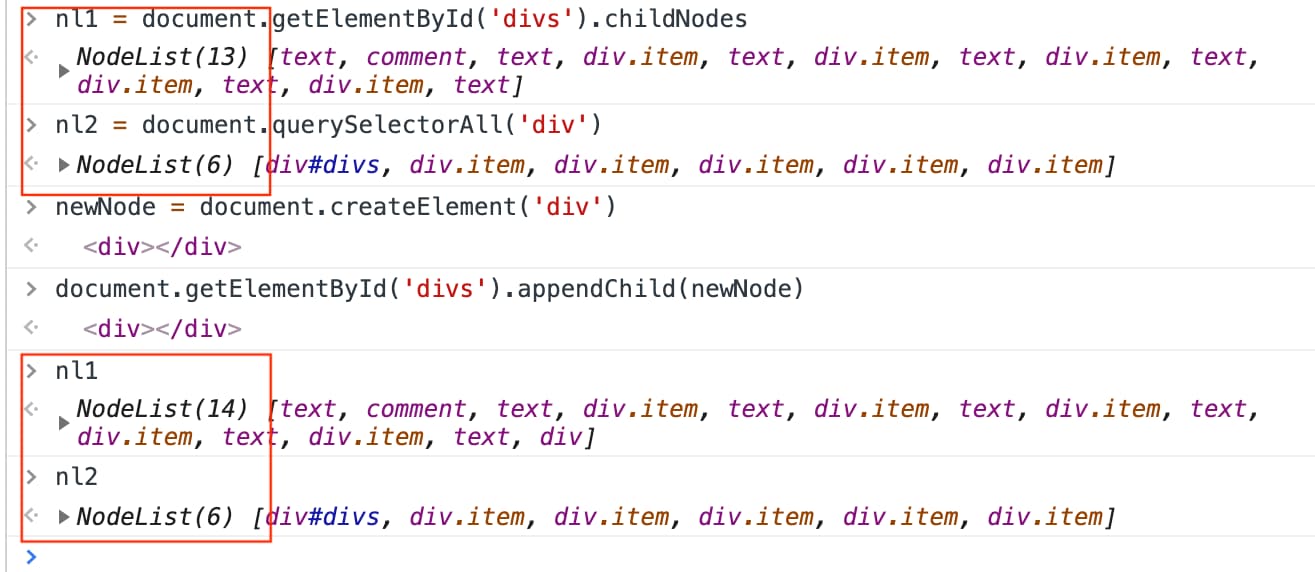 > nl1 = document.getElementById('divs').childNodes
<· ▶ NodeList(13) [text, comment, text, div.item, text, div.item, text, div.item, text,
div.item, text, div.item, text]
> nl2 = document.querySelectorAll('div')
<· ▶ NodeList(6) [div#divs, div.item, div.item, div.item, div.item, div.item]
> newNode = document.createElement('div')
<· <div></div>
> document.getElementById('divs').appendChild(newNode)
<· <div></div>
> nl1
<· ▶ NodeList(14) [text, comment, text, div.item, text, div.item, text, div.item, text,
div.item, text, div.item, text, div]
> nl2
<· ▶ NodeList(6) [div#divs, div.item, div.item, div.item, div.item, div.item]
>